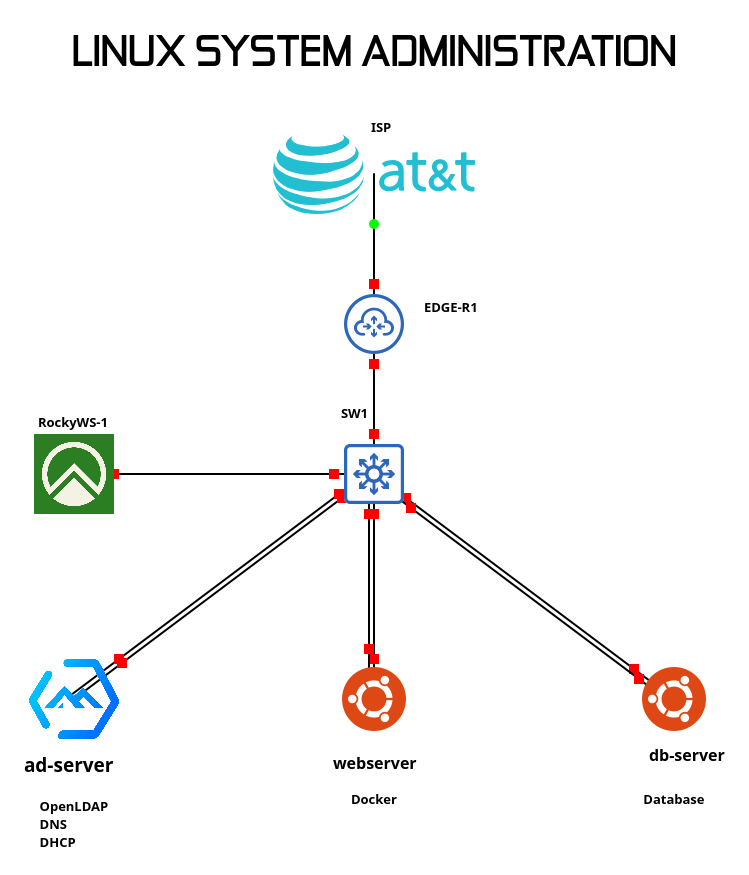 LINUX SYSTEM ADMINISTRATION
ISP
at&t
EDGE-R1
SW1
RockyWS-1
ad-server
OpenLDAP
DNS
DHCP
webserver
Docker
db-server
Database